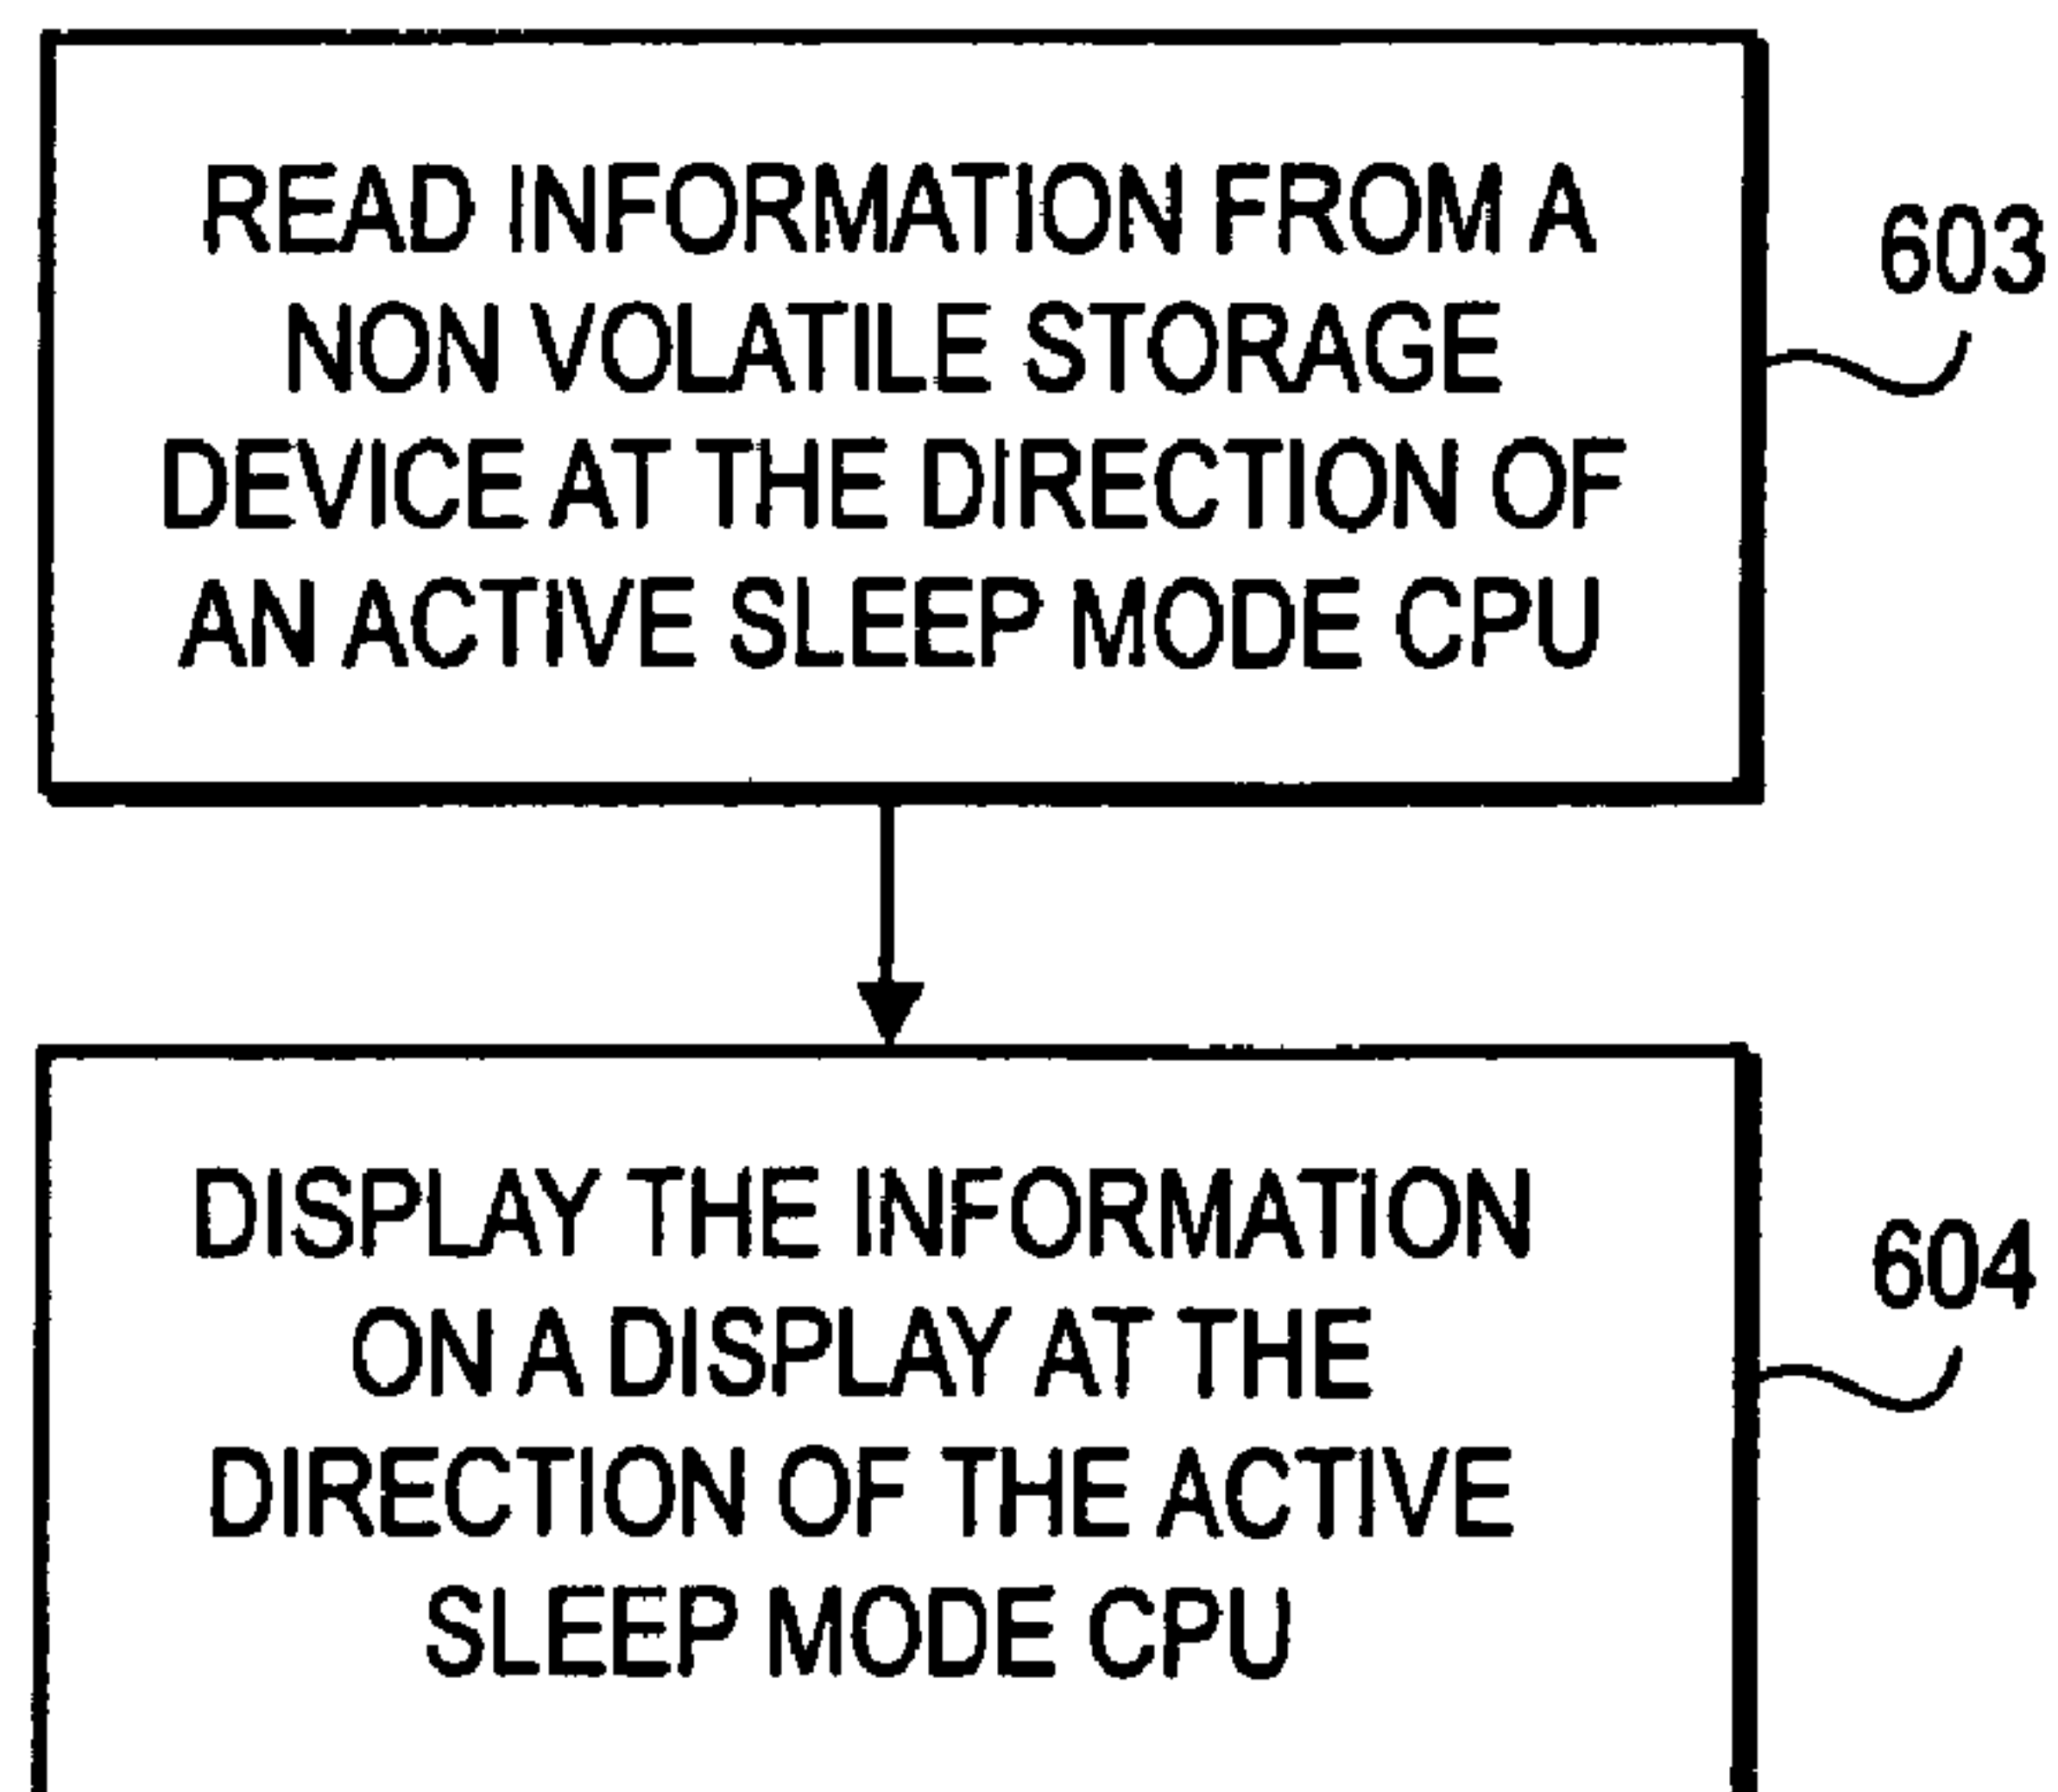 READ INFORMATION FROM A
NON VOLATILE STORAGE
DEVICE AT THE DIRECTION OF
AN ACTIVE SLEEP MODE CPU
603
DISPLAY THE INFORMATION
ON A DISPLAY AT THE
DIRECTION OF THE ACTIVE
SLEEP MODE CPU
604